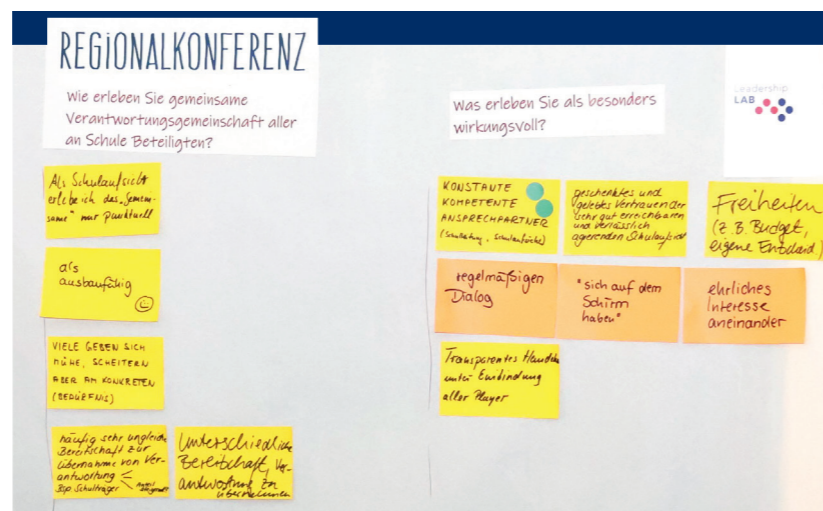 REGIONALKONFERENZ
Wie erleben Sie gemeinsame
Verantwortungsgemeinschaft aller
an Schule Beteiligten?
Als Schulaufsicht
erlebe ich das „Gemein-
same" nur punktuell
als
ausbaufähig
VIELE GEBEN SICH
MÜHE, SCHEITERN
ABER AM KONKRETEN
(BEDÜRFNIS)
häufig sehr ungleiche
Bereitschaft zur
Übernahme von Ver-
antwortung
Bsp Schulträger
Unterschiedliche
Bereitschaft, Ver-
antwortung zu
übernehmen
Was erleben Sie als besonders
wirkungsvoll?
Leadership
LAB
KONSTANTE
KOMPETENTE
ANSPRECHPARTNER
geschenktes und
gelebtes Vertrauen der
sehr gut erreichbaren
und verlässlich
agierenden Schulaufsicht
Freiheiten
(z.B. Budget,
eigene Entscheid.)
regelmäßigen
Dialog
"sich auf dem
Schirm
haben"
ehrliches
Interesse
aneinander
Transparentes Handeln
unter Einbindung
aller Player